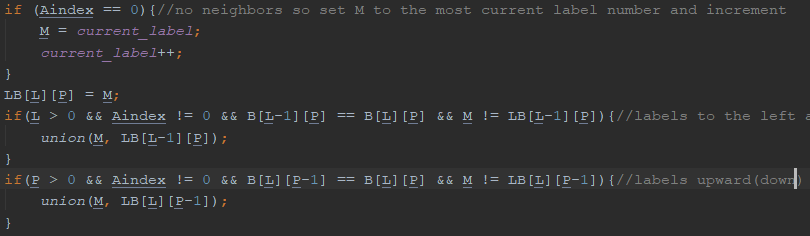 if (Aindex == 0){//no neighbors so set M to the most current label number and increment
M = current_label;
current_label++;
}
LB[L][P] = M;
if(L > 0 && Aindex != 0 && B[L-1][P] == B[L][P] && M != LB[L-1][P]){//labels to the left a
union(M, LB[L-1][P]);
}
if(P > 0 && Aindex != 0 && B[L][P-1] == B[L][P] && M != LB[L][P-1]){//labels upward(down)
union(M, LB[L][P-1]);
}